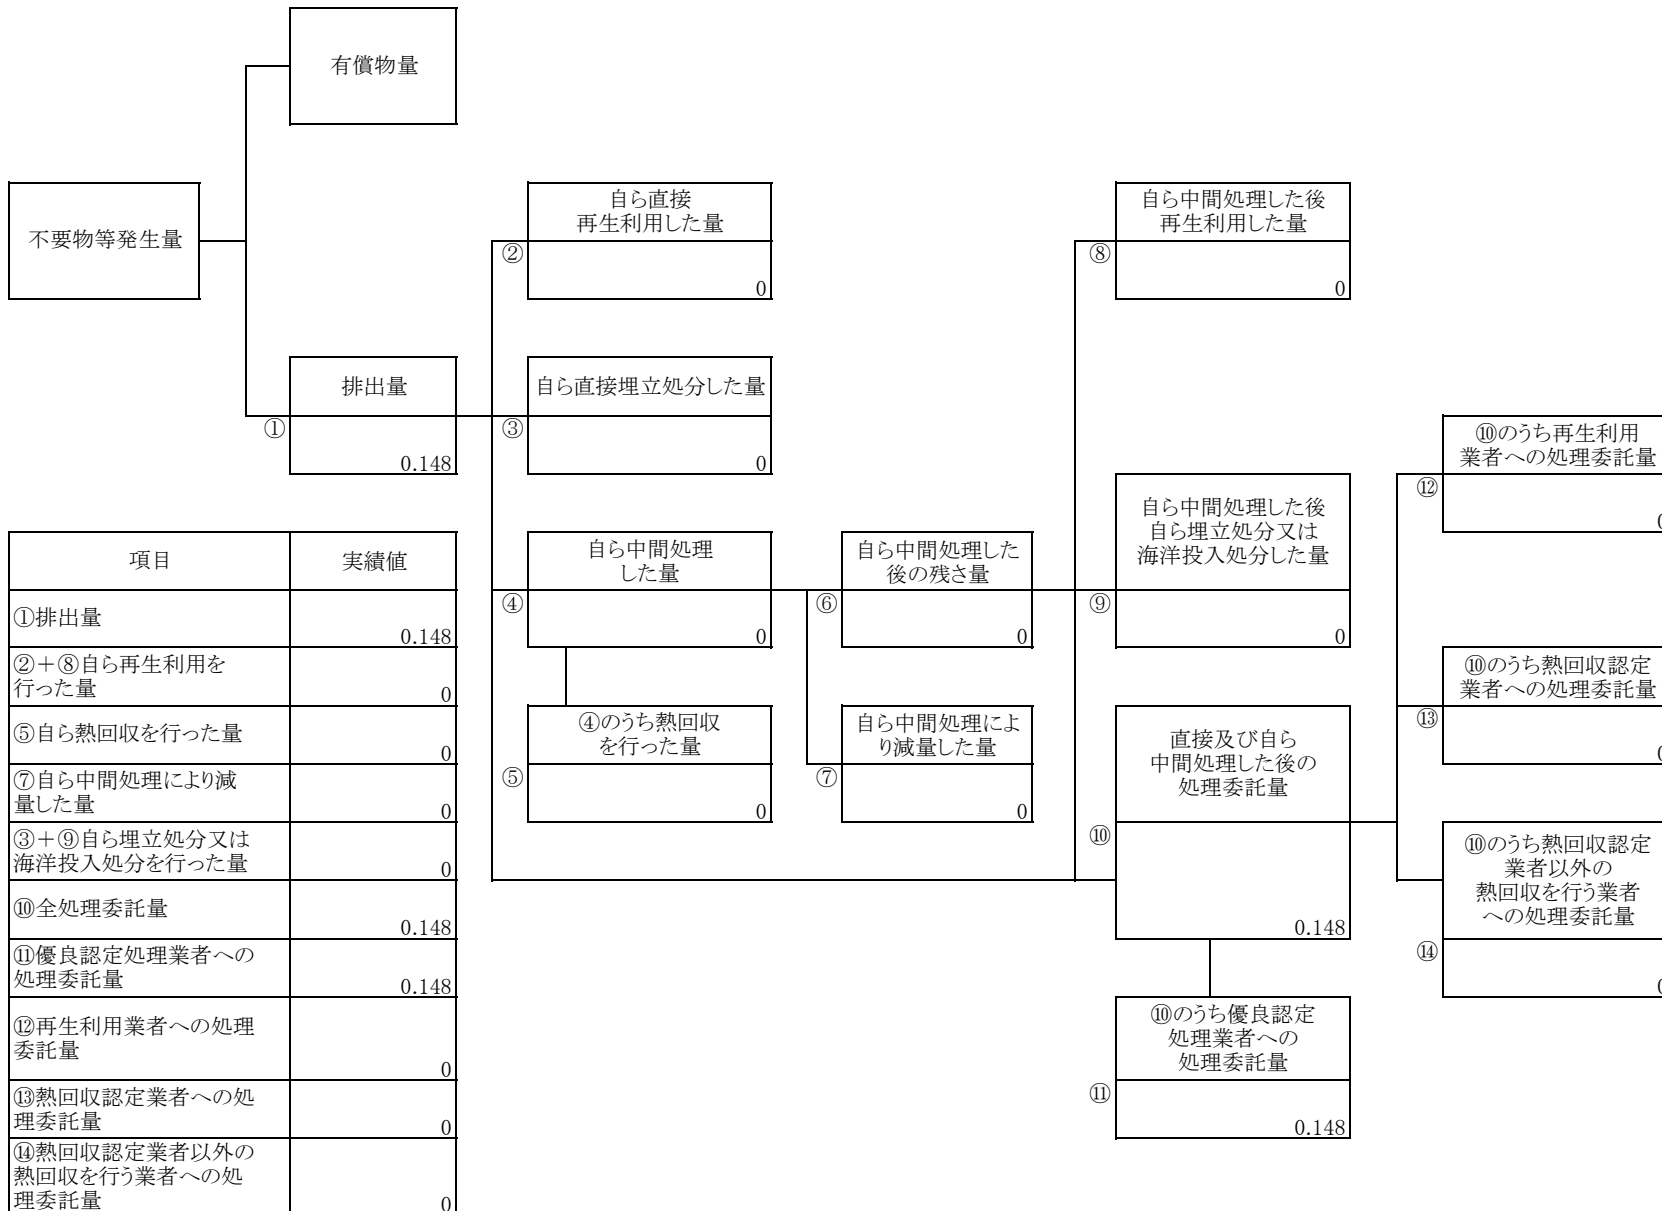 有償物量
不要物等発生量
自ら直接
再生利用した量
②
0
自ら中間処理した後
再生利用した量
⑧
0
排出量
①
0.148
自ら直接埋立処分した量
③
0
⑩のうち再生利用
業者への処理委託量
⑫
0
自ら中間処理した後
自ら埋立処分又は
海洋投入処分した量
⑨
0
自ら中間処理
した量
④
0
自ら中間処理した
後の残さ量
⑥
0
⑩のうち熱回収認定
業者への処理委託量
⑬
0
④のうち熱回収
を行った量
⑤
0
自ら中間処理によ
り減量した量
⑦
0
直接及び自ら
中間処理した後の
処理委託量
⑩
0.148
⑩のうち熱回収認定
業者以外の
熱回収を行う業者
への処理委託量
⑭
0
⑩のうち優良認定
処理業者への
処理委託量
⑪
0.148
項目 実績値
①排出量
0.148
②+⑧自ら再生利用を
行った量 0
⑤自ら熱回収を行った量
0
⑦自ら中間処理により減
量した量 0
③+⑨自ら埋立処分又は
海洋投入処分を行った量 0
⑩全処理委託量
0.148
⑪優良認定処理業者への
処理委託量 0.148
⑫再生利用業者への処理
委託量
0
⑬熱回収認定業者への処
理委託量 0
⑭熱回収認定業者以外の
熱回収を行う業者への処
理委託量 0